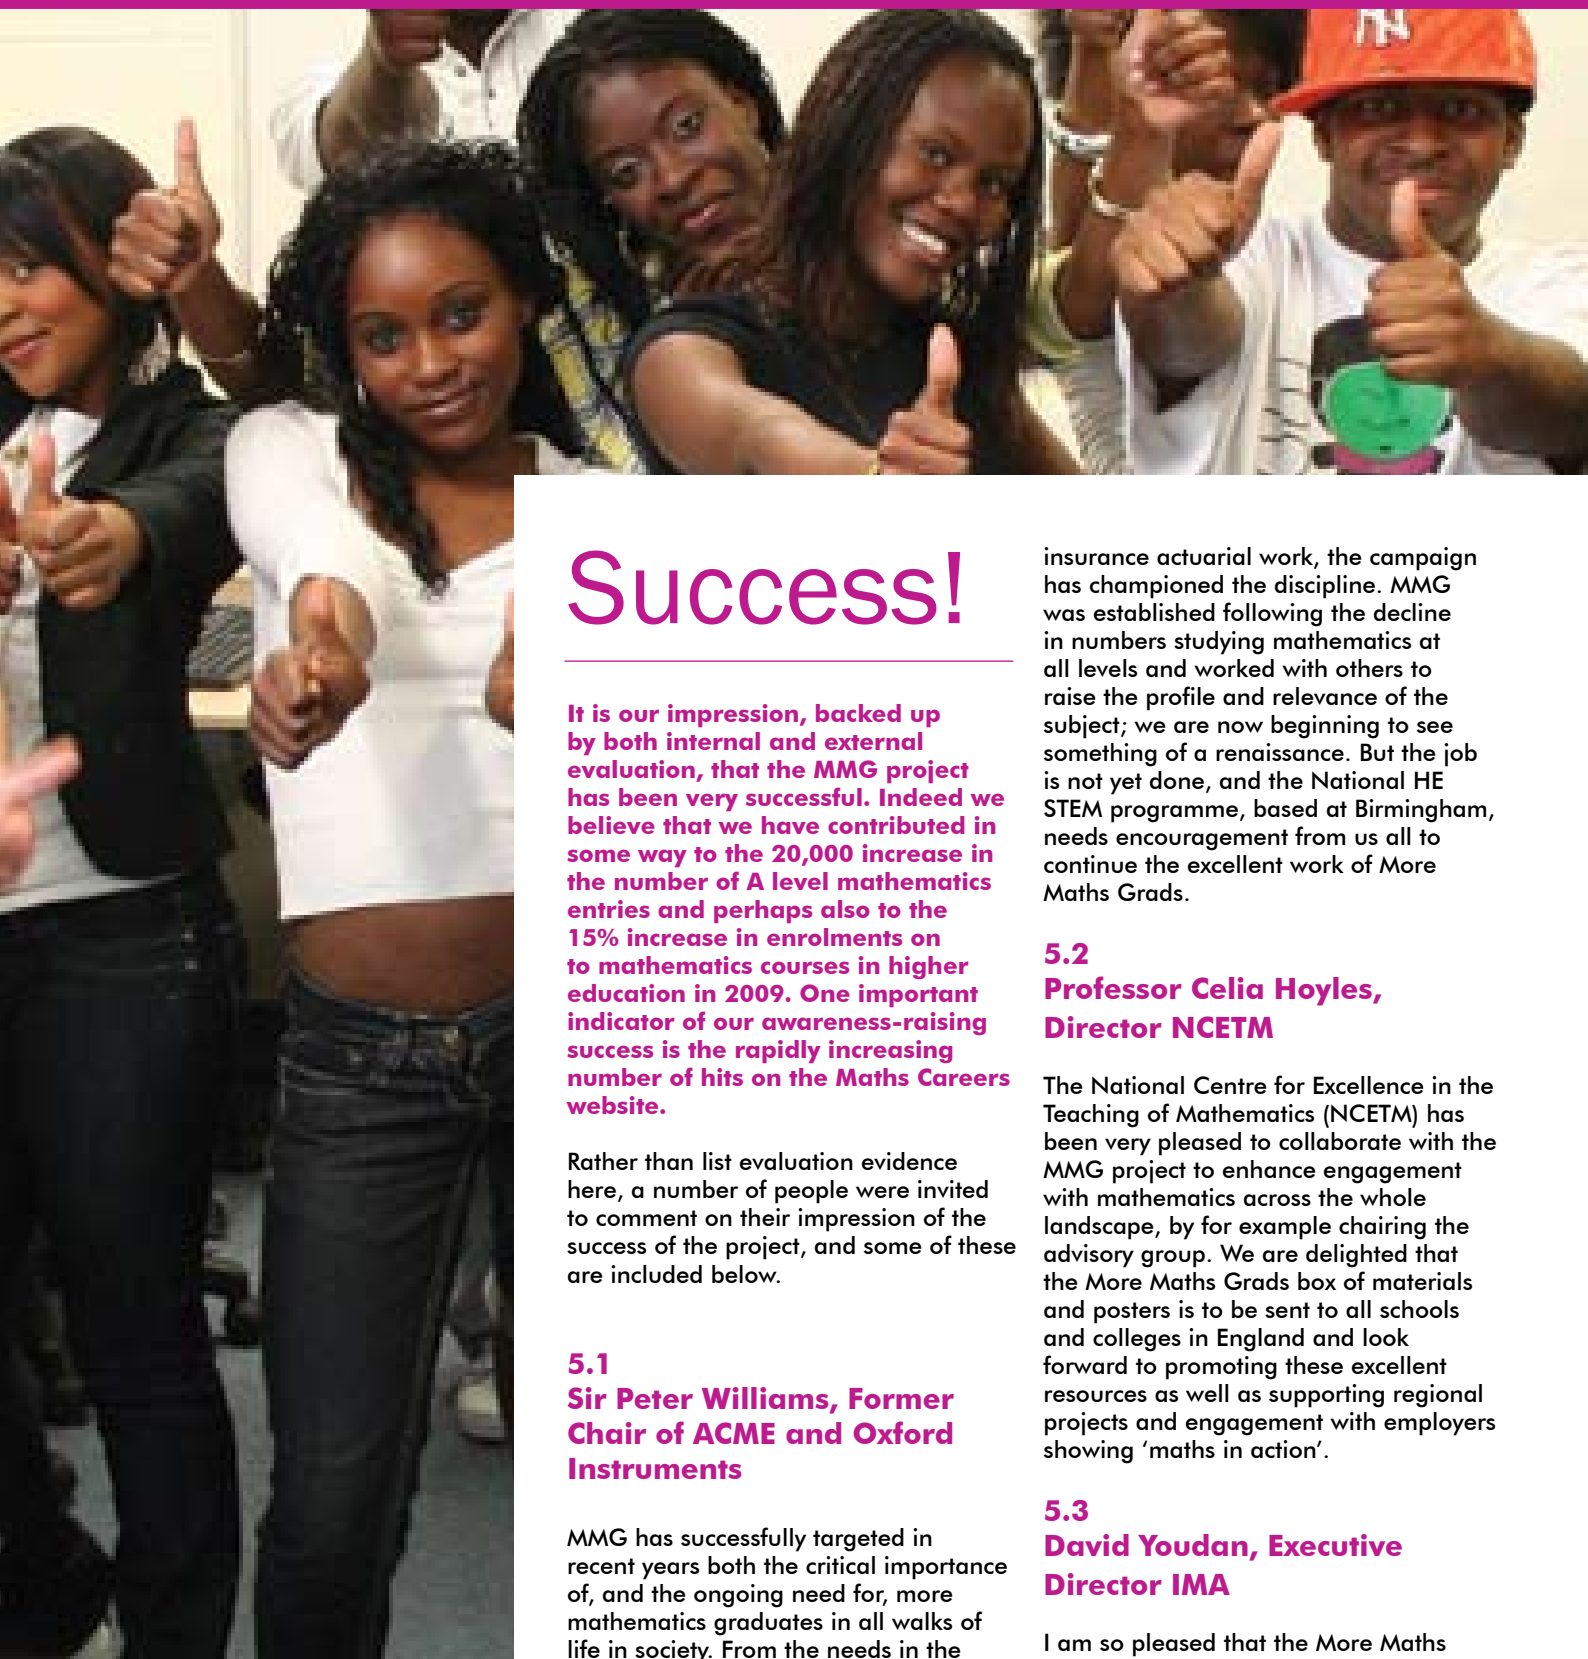 Success!
It is our impression, backed up
by both internal and external
evaluation, that the MMG project
has been very successful. Indeed we
believe that we have contributed in
some way to the 20,000 increase in
the number of A level mathematics
entries and perhaps also to the
15% increase in enrolments on
to mathematics courses in higher
education in 2009. One important
indicator of our awareness-raising
success is the rapidly increasing
number of hits on the Maths Careers
website.
Rather than list evaluation evidence
here, a number of people were invited
to comment on their impression of the
success of the project, and some of these
are included below.
5.1
Sir Peter Williams, Former
Chair of ACME and Oxford
Instruments
MMG has successfully targeted in
recent years both the critical importance
of, and the ongoing need for, more
mathematics graduates in all walks of
life in society. From the needs in the
insurance actuarial work, the campaign
has championed the discipline. MMG
was established following the decline
in numbers studying mathematics at
all levels and worked with others to
raise the profile and relevance of the
subject; we are now beginning to see
something of a renaissance. But the job
is not yet done, and the National HE
STEM programme, based at Birmingham,
needs encouragement from us all to
continue the excellent work of More
Maths Grads.
5.2
Professor Celia Hoyles,
Director NCETM
The National Centre for Excellence in the
Teaching of Mathematics (NCETM) has
been very pleased to collaborate with the
MMG project to enhance engagement
with mathematics across the whole
landscape, by for example chairing the
advisory group. We are delighted that
the More Maths Grads box of materials
and posters is to be sent to all schools
and colleges in England and look
forward to promoting these excellent
resources as well as supporting regional
projects and engagement with employers
showing ‘maths in action’.
5.3
David Youdan, Executive
Director IMA
I am so pleased that the More Maths